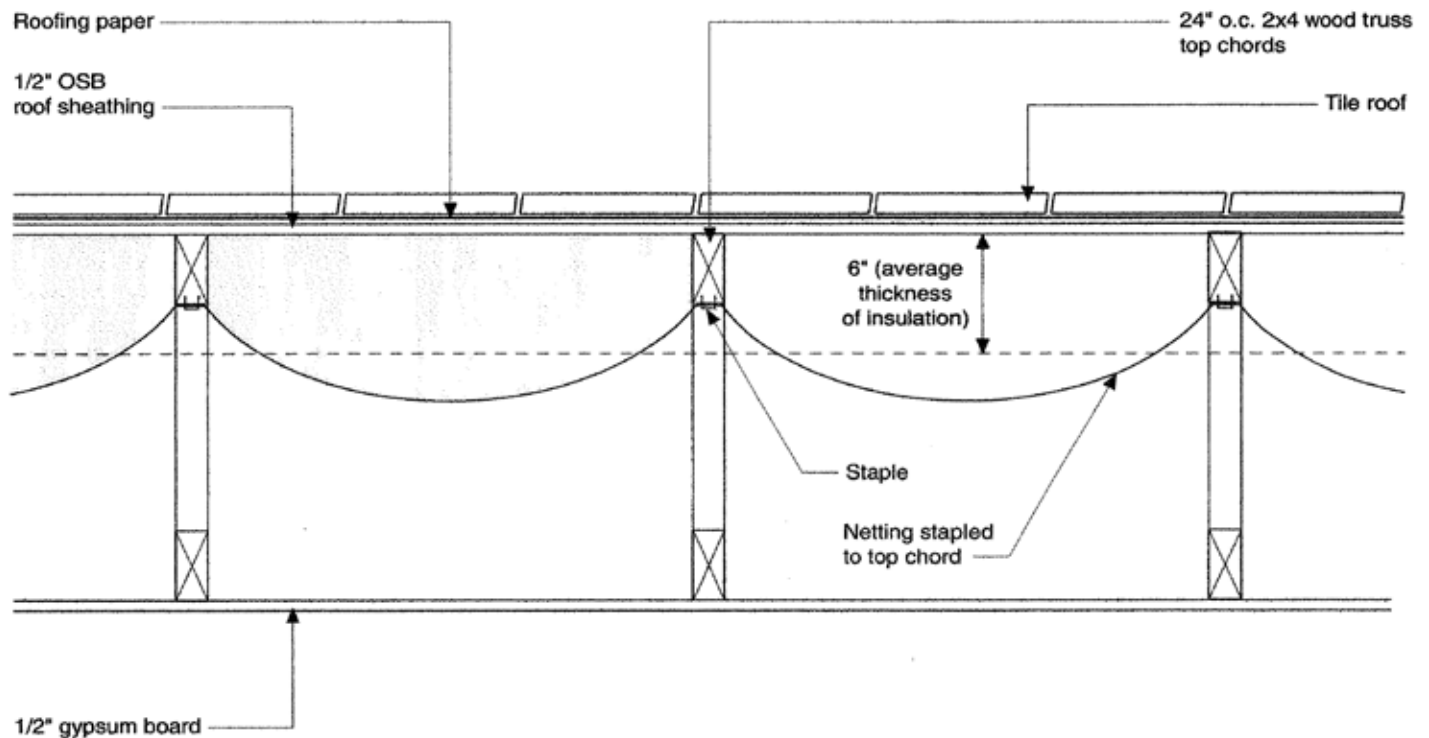 Roofing paper
1/2" OSB
roof sheathing
24" o.c. 2x4 wood truss
top chords
Tile roof
6" (average
thickness
of insulation)
Staple
Netting stapled
to top chord
1/2" gypsum board